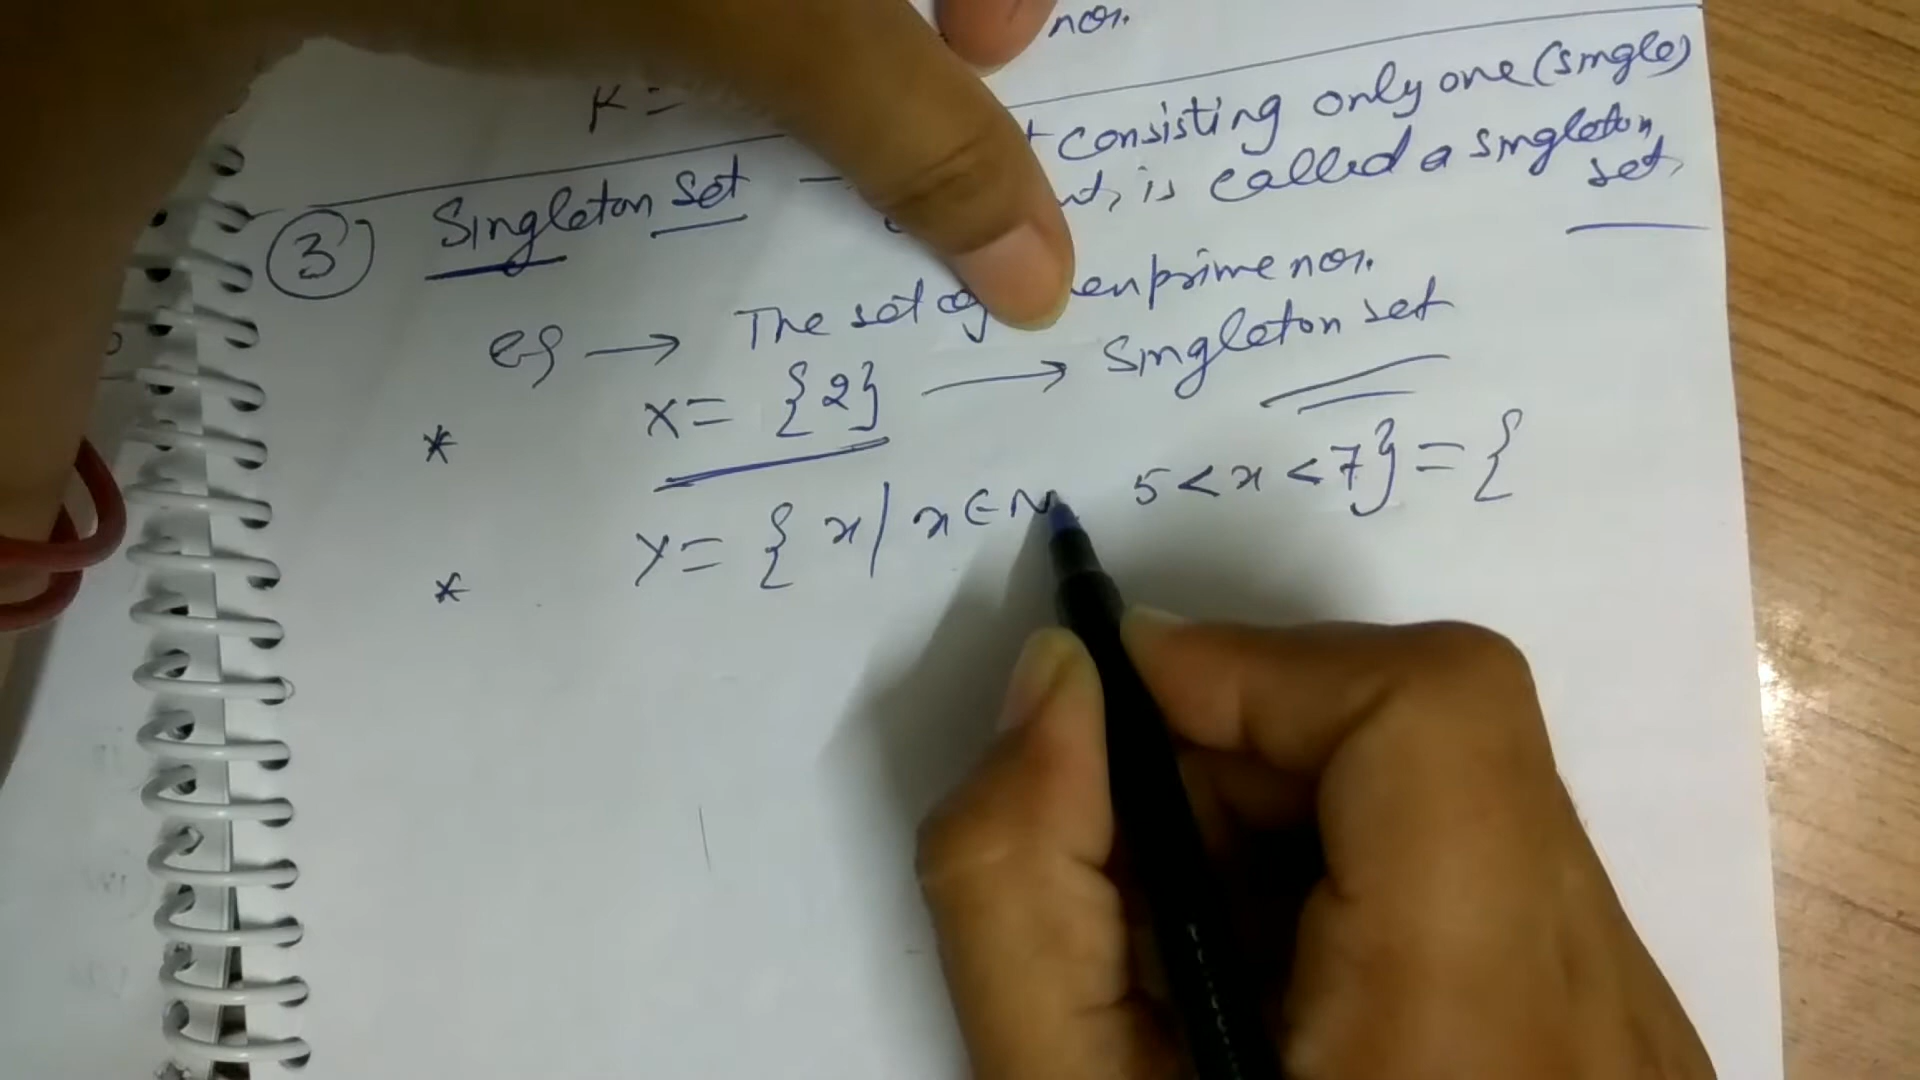 nos.
K =
③ Singleton Set — consisting only one (single)
is called a singleton
set,
eg → The set prime nos.
* X = {2} → Singleton set
* Y = { x / x ∈ N 5 < x < 7} = {